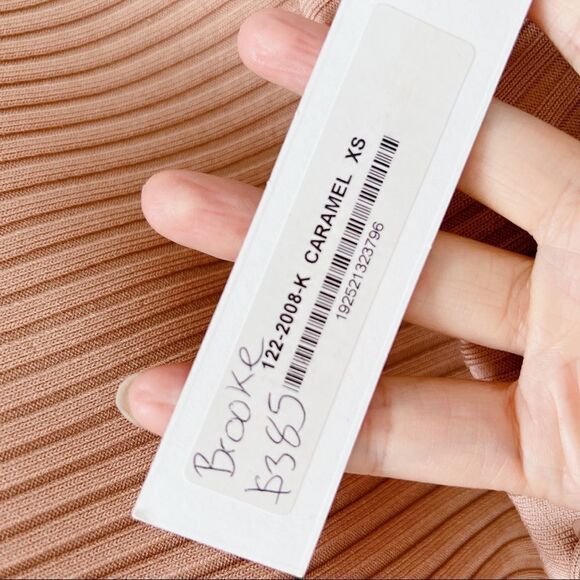 122-2008-K CARAMEL XS
192521323796
Brooke
$385